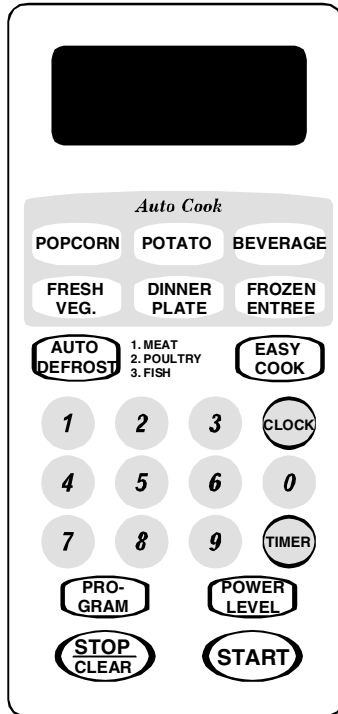 Auto Cook
POPCORN POTATO BEVERAGE
FRESH VEG. DINNER PLATE FROZEN ENTREE
AUTO DEFROST
1. MEAT
2. POULTRY
3. FISH
EASY COOK
1 2 3 CLOCK
4 5 6 0
7 8 9 TIMER
PRO-
GRAM
POWER
LEVEL
STOP
CLEAR
START